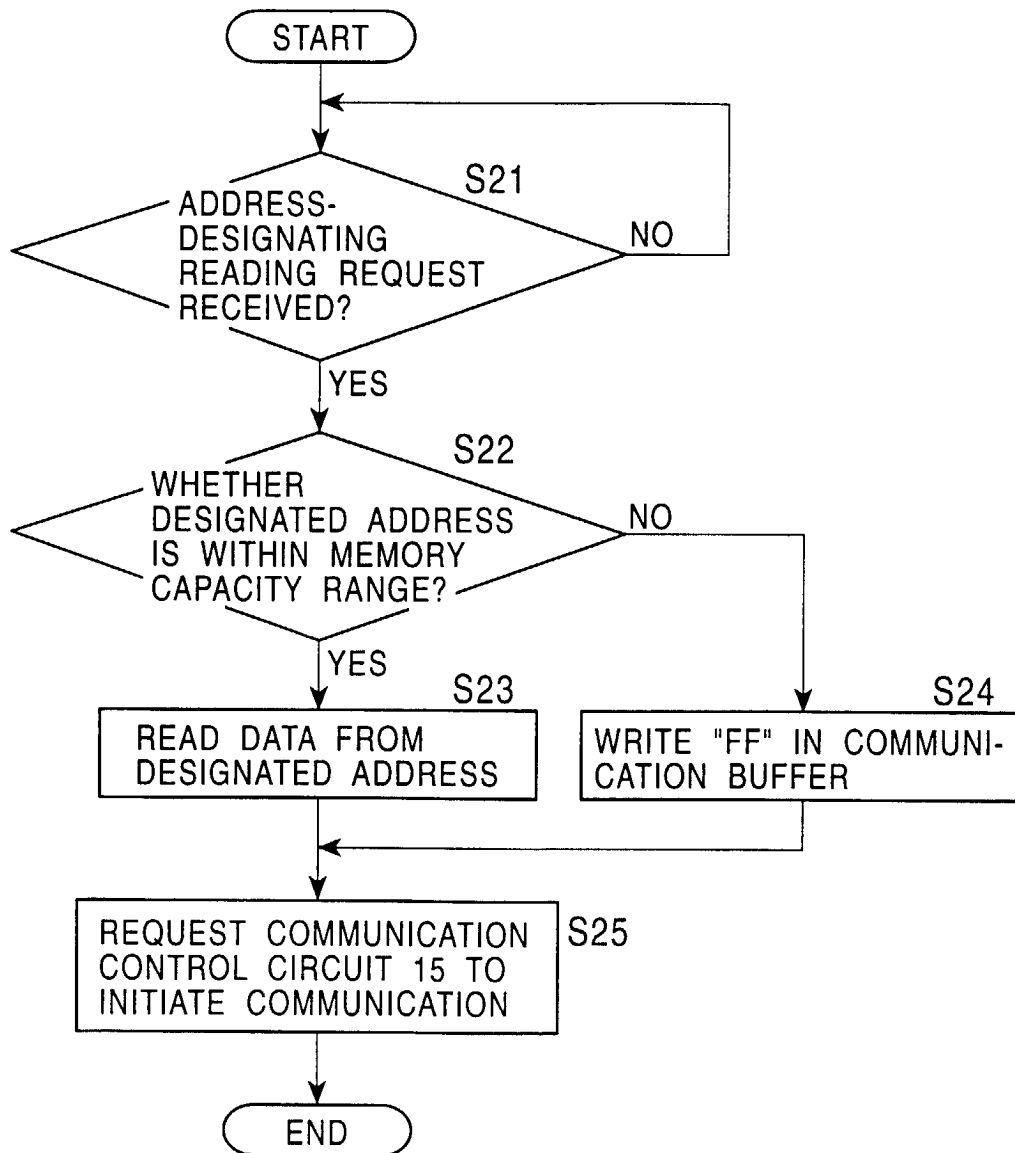 START
S21
ADDRESS-
DESIGNATING
READING REQUEST
RECEIVED?
NO
YES
S22
WHETHER
DESIGNATED ADDRESS
IS WITHIN MEMORY
CAPACITY RANGE?
NO
YES
S23
READ DATA FROM
DESIGNATED ADDRESS
S24
WRITE "FF" IN COMMUNI-
CATION BUFFER
REQUEST COMMUNICATION
CONTROL CIRCUIT 15 TO
INITIATE COMMUNICATION
S25
END